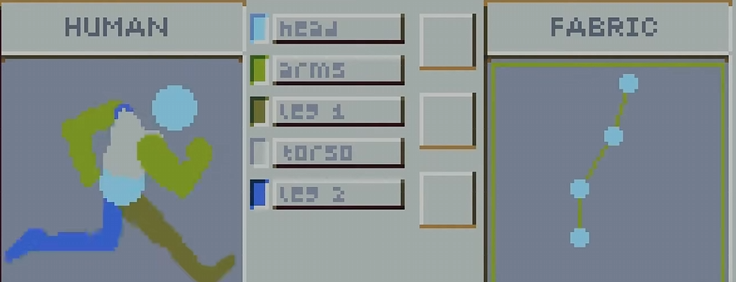 HUMAN
head
arms
leg 1
torso
leg 2
FABRIC